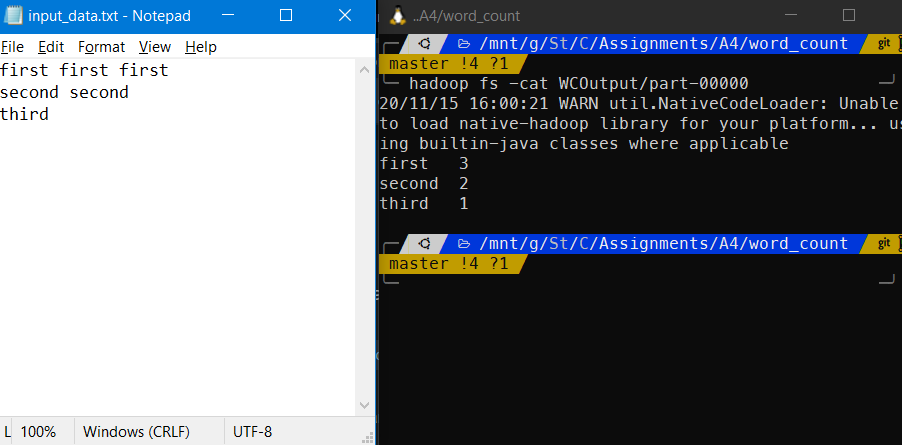 input_data.txt - Notepad
File Edit Format View Help
first first first
second second
third
L 100% Windows (CRLF) UTF-8
..A4/word_count
/mnt/g/St/C/Assignments/A4/word_count git
master !4 ?1
hadoop fs -cat WCOutput/part-00000
20/11/15 16:00:21 WARN util.NativeCodeLoader: Unable
to load native-hadoop library for your platform... us
ing builtin-java classes where applicable
first 3
second 2
third 1
/mnt/g/St/C/Assignments/A4/word_count git
master !4 ?1